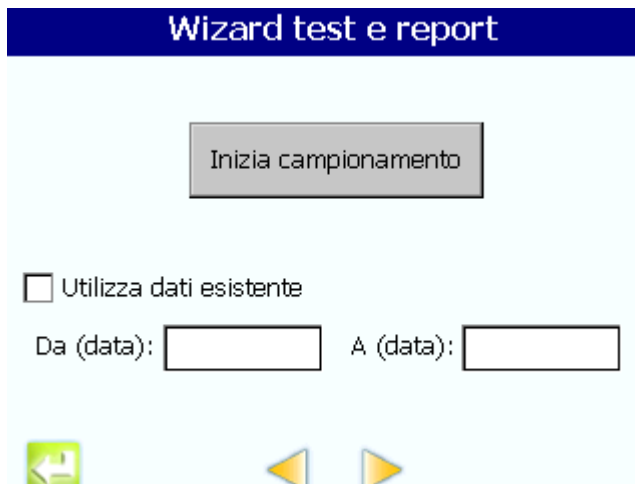 Wizard test e report
Inizia campionamento
Utilizza dati esistente
Da (data): A (data):